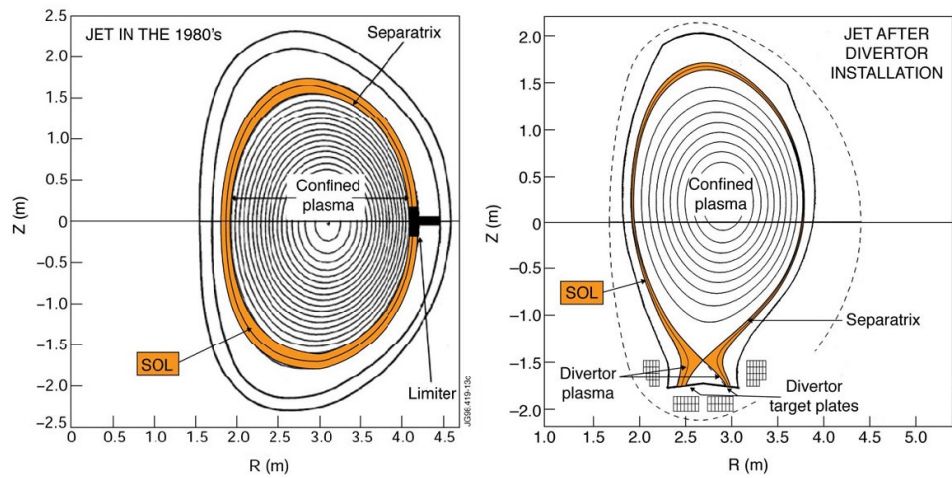 JET IN THE 1980's
Separatrix
Confined
plasma
SOL
Limiter
JG9E.419-13c
Z (m)
2.5
2.0
1.5
1.0
0.5
0
–0.5
–1.0
–1.5
–2.0
–2.5
0
0.5
1.0
1.5
2.0
2.5
3.0
3.5
4.0
4.5
R (m)
JET AFTER
DIVERTOR
INSTALLATION
Confined
plasma
SOL
Separatrix
Divertor
plasma
Divertor
target plates
Z (m)
2.0
1.5
1.0
0.5
0
–0.5
–1.0
–1.5
–2.0
1.0
1.5
2.0
2.5
3.0
3.5
4.0
4.5
5.0
R (m)